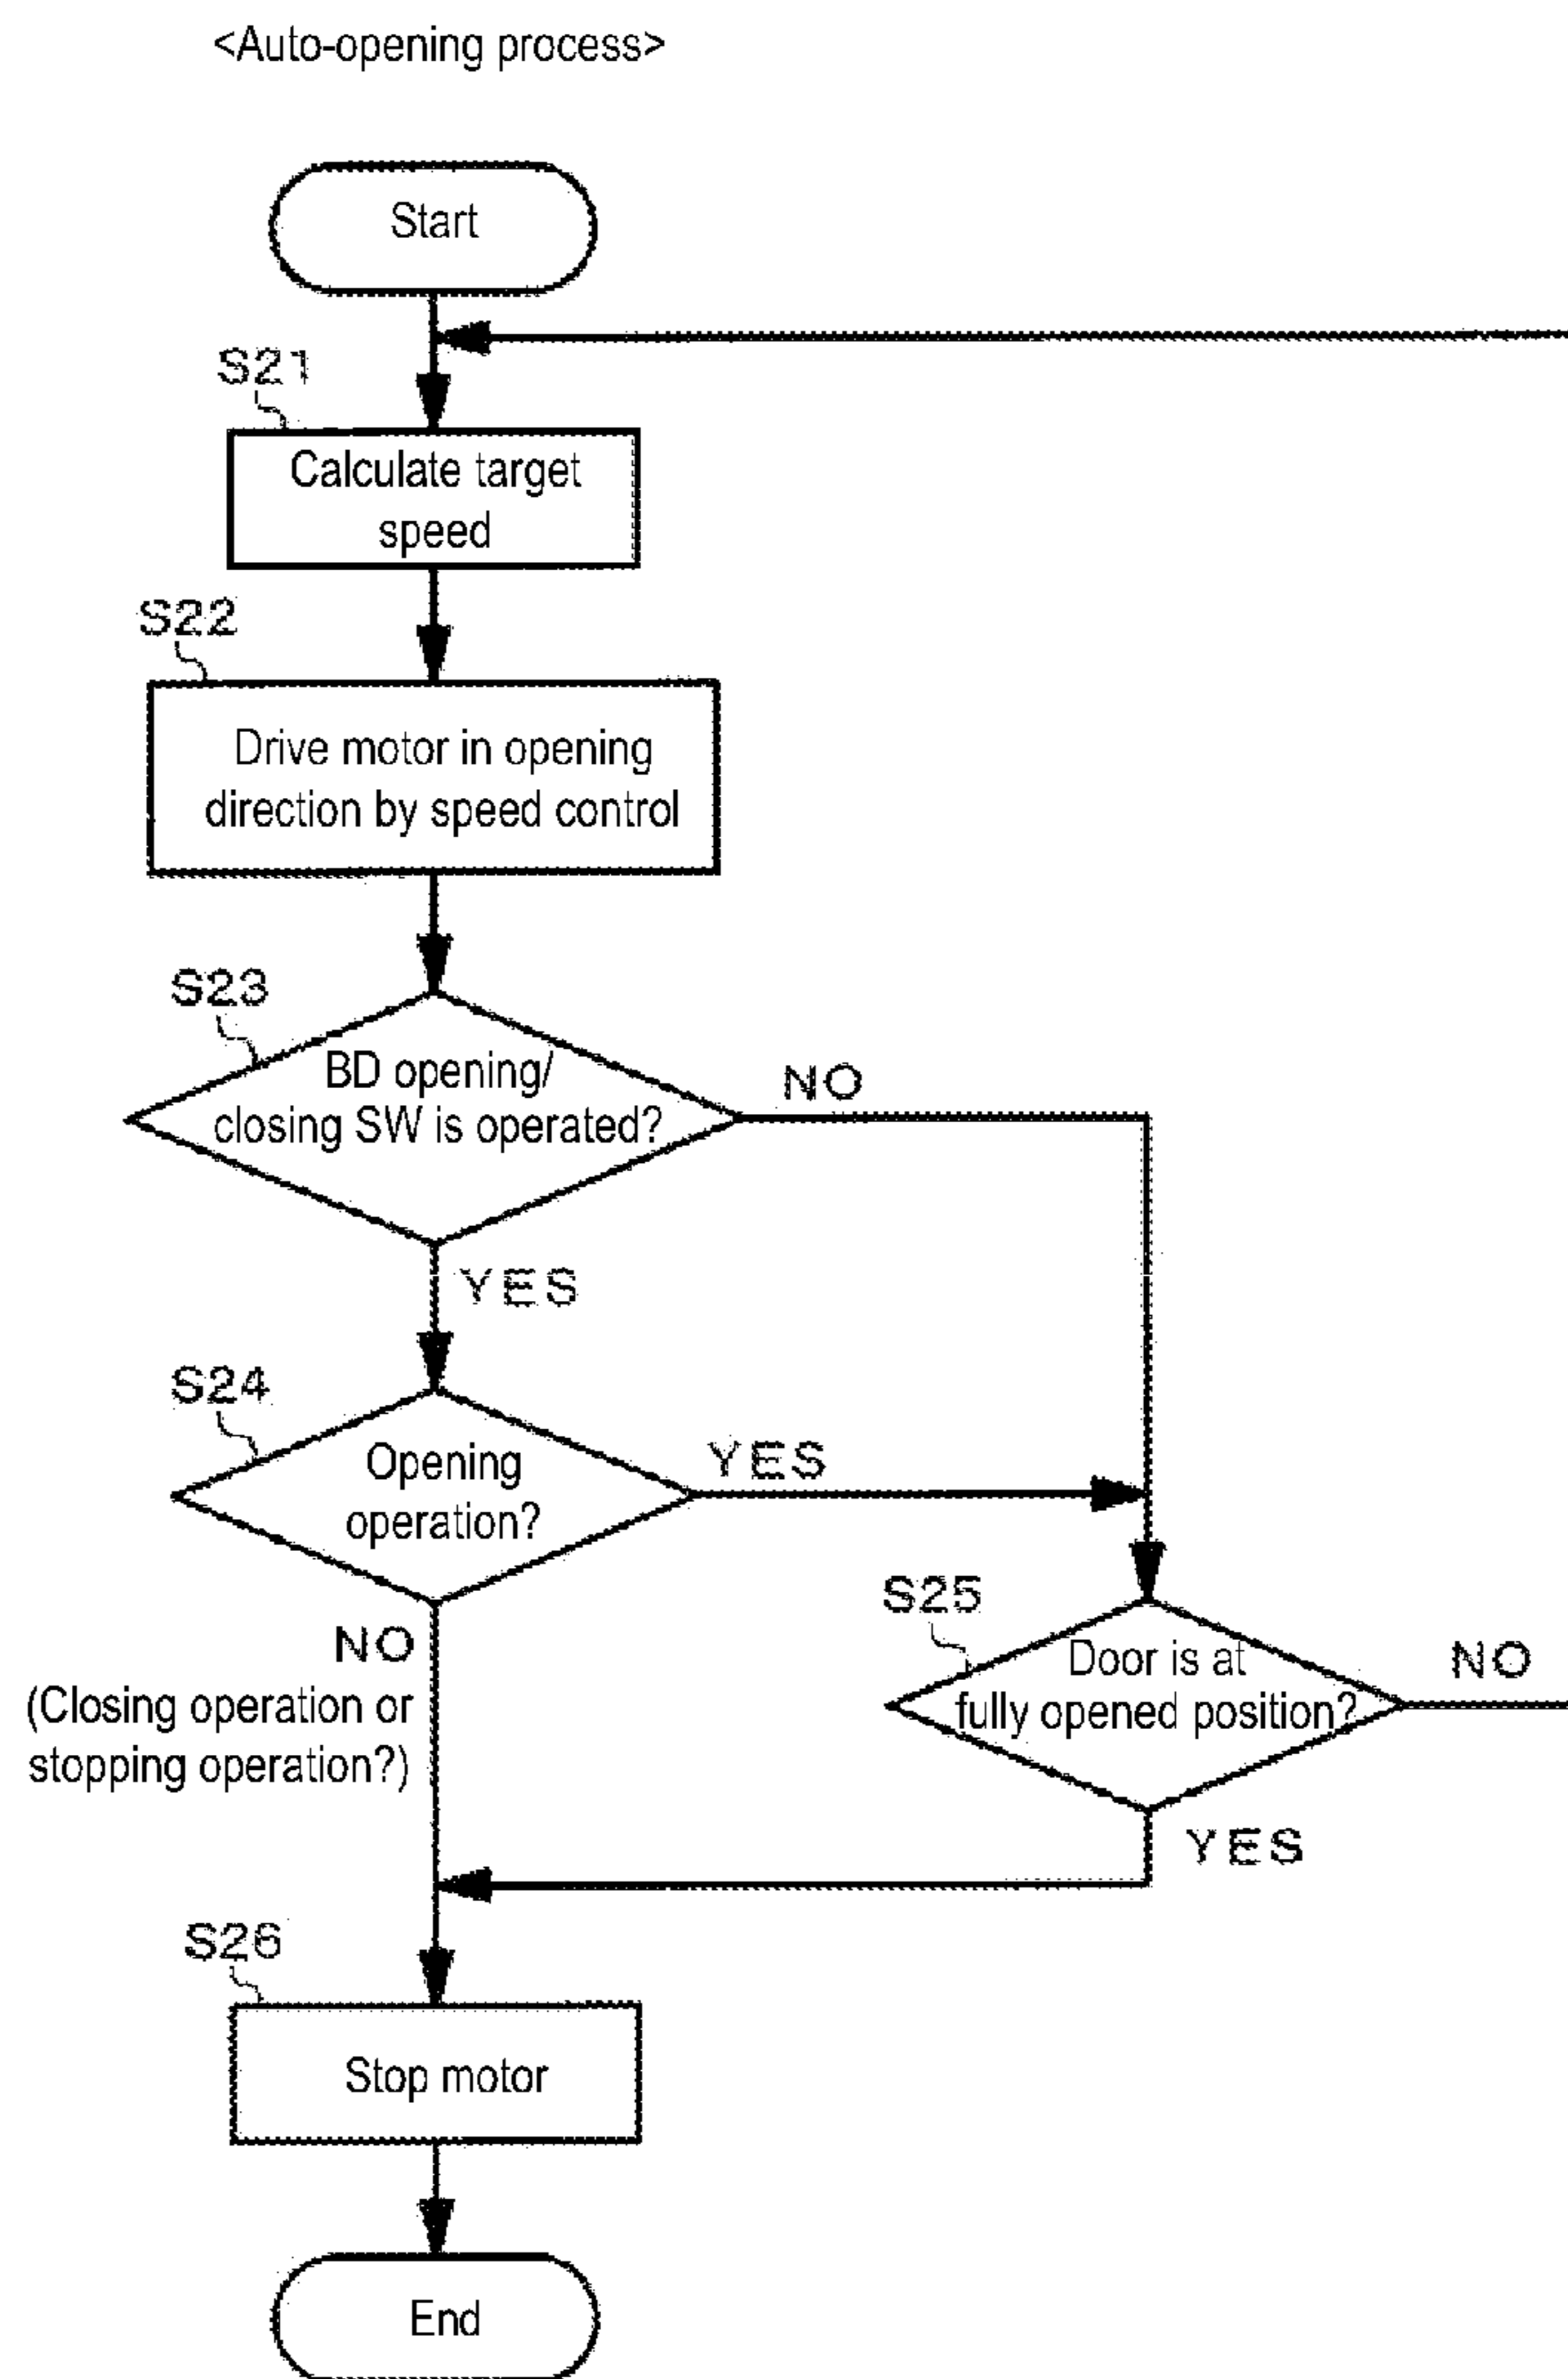 <Auto-opening process>
Start
S21
Calculate target
speed
S22
Drive motor in opening
direction by speed control
S23
BD opening/
closing SW is operated?
NO
YES
S24
Opening
operation?
YES
NO
(Closing operation or
stopping operation?)
S25
Door is at
fully opened position?
NO
YES
S26
Stop motor
End